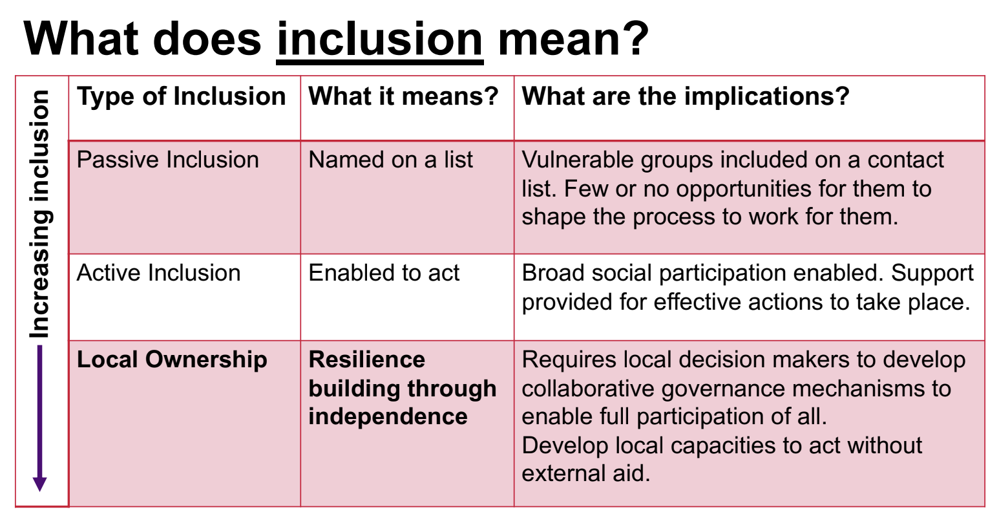 What does inclusion mean?
Increasing inclusion
Type of Inclusion
What it means?
What are the implications?
Passive Inclusion
Named on a list
Vulnerable groups included on a contact
list. Few or no opportunities for them to
shape the process to work for them.
Active Inclusion
Enabled to act
Broad social participation enabled. Support
provided for effective actions to take place.
Local Ownership
Resilience
building through
independence
Requires local decision makers to develop
collaborative governance mechanisms to
enable full participation of all.
Develop local capacities to act without
external aid.